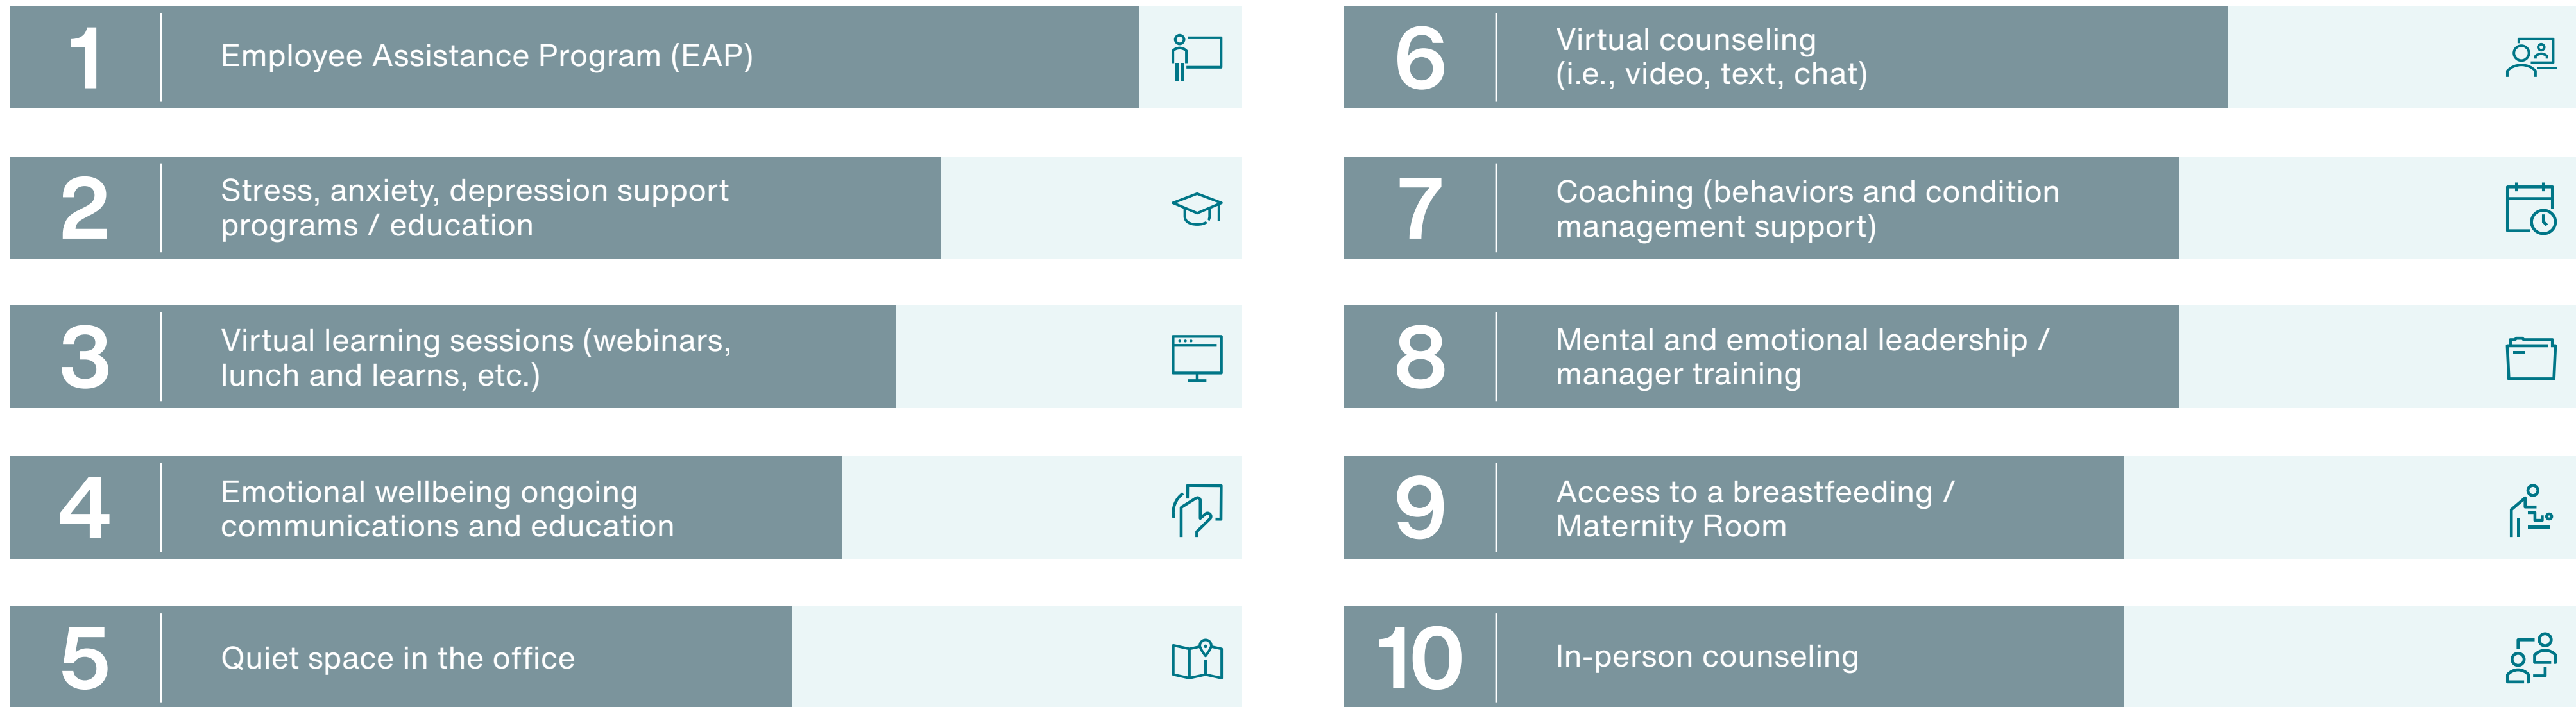 1
Employee Assistance Program (EAP)
2
Stress, anxiety, depression support
programs / education
3
Virtual learning sessions (webinars,
lunch and learns, etc.)
4
Emotional wellbeing ongoing
communications and education
5
Quiet space in the office
6
Virtual counseling
(i.e., video, text, chat)
7
Coaching (behaviors and condition
management support)
8
Mental and emotional leadership /
manager training
9
Access to a breastfeeding /
Maternity Room
10
In-person counseling